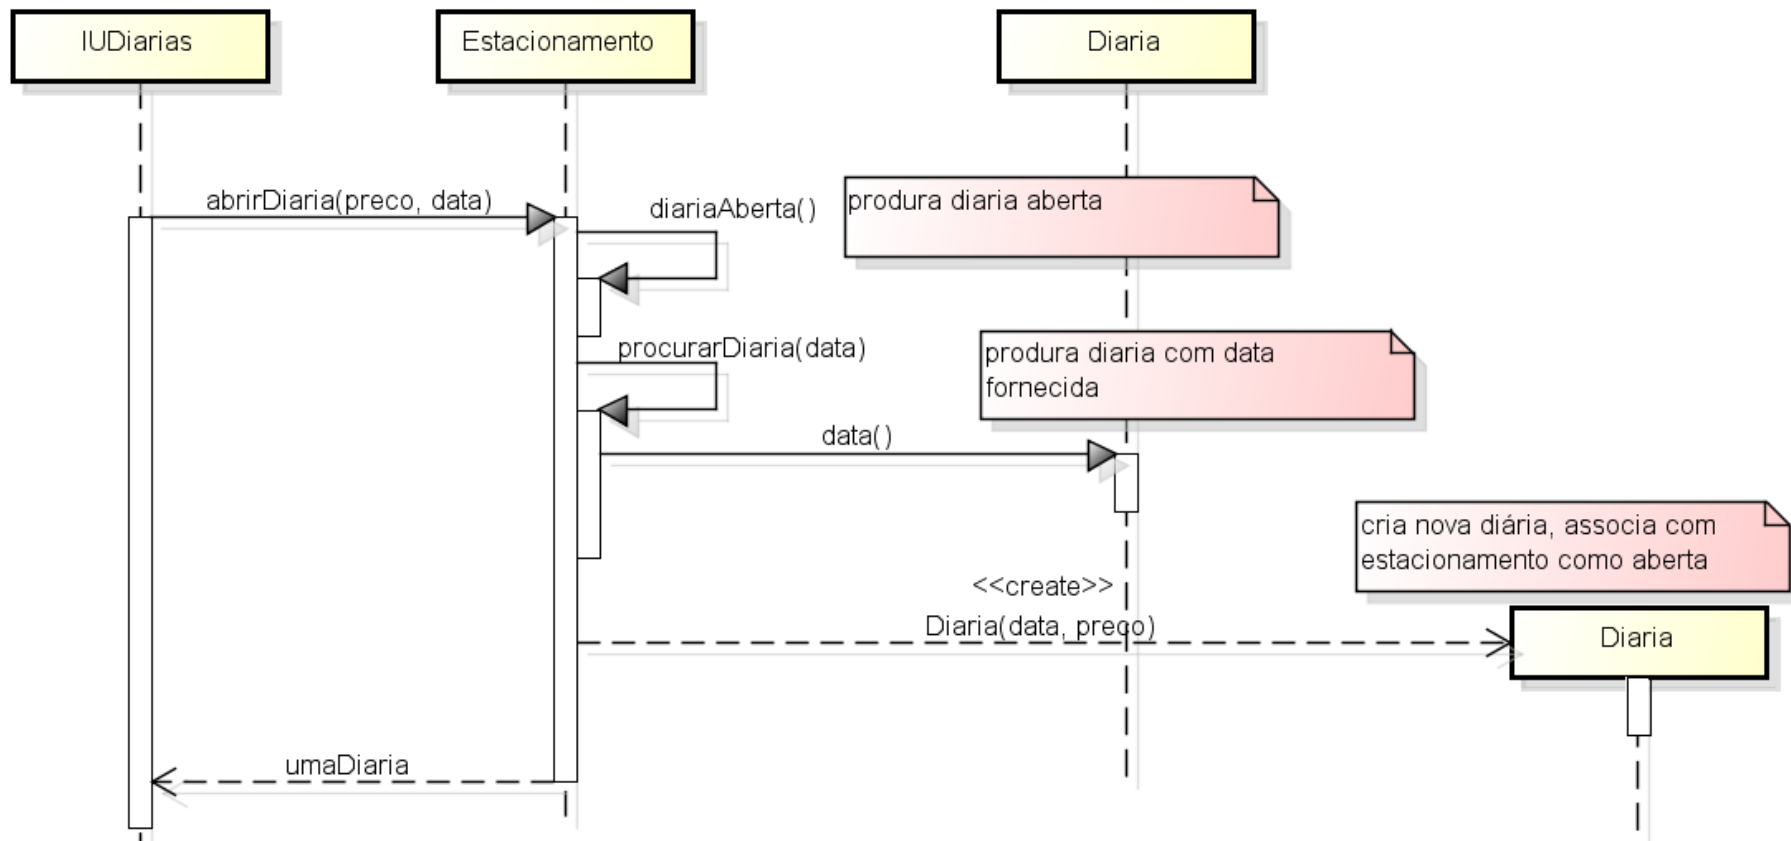 IUDiarias
Estacionamento
Diaria
abrirDiaria(preco, data)
diariaAberta()
produra diaria aberta
procurarDiaria(data)
produra diaria com data
fornecida
data()
cria nova diária, associa com
estacionamento como aberta
<<create>>
Diaria(data, preco)
Diaria
umaDiaria